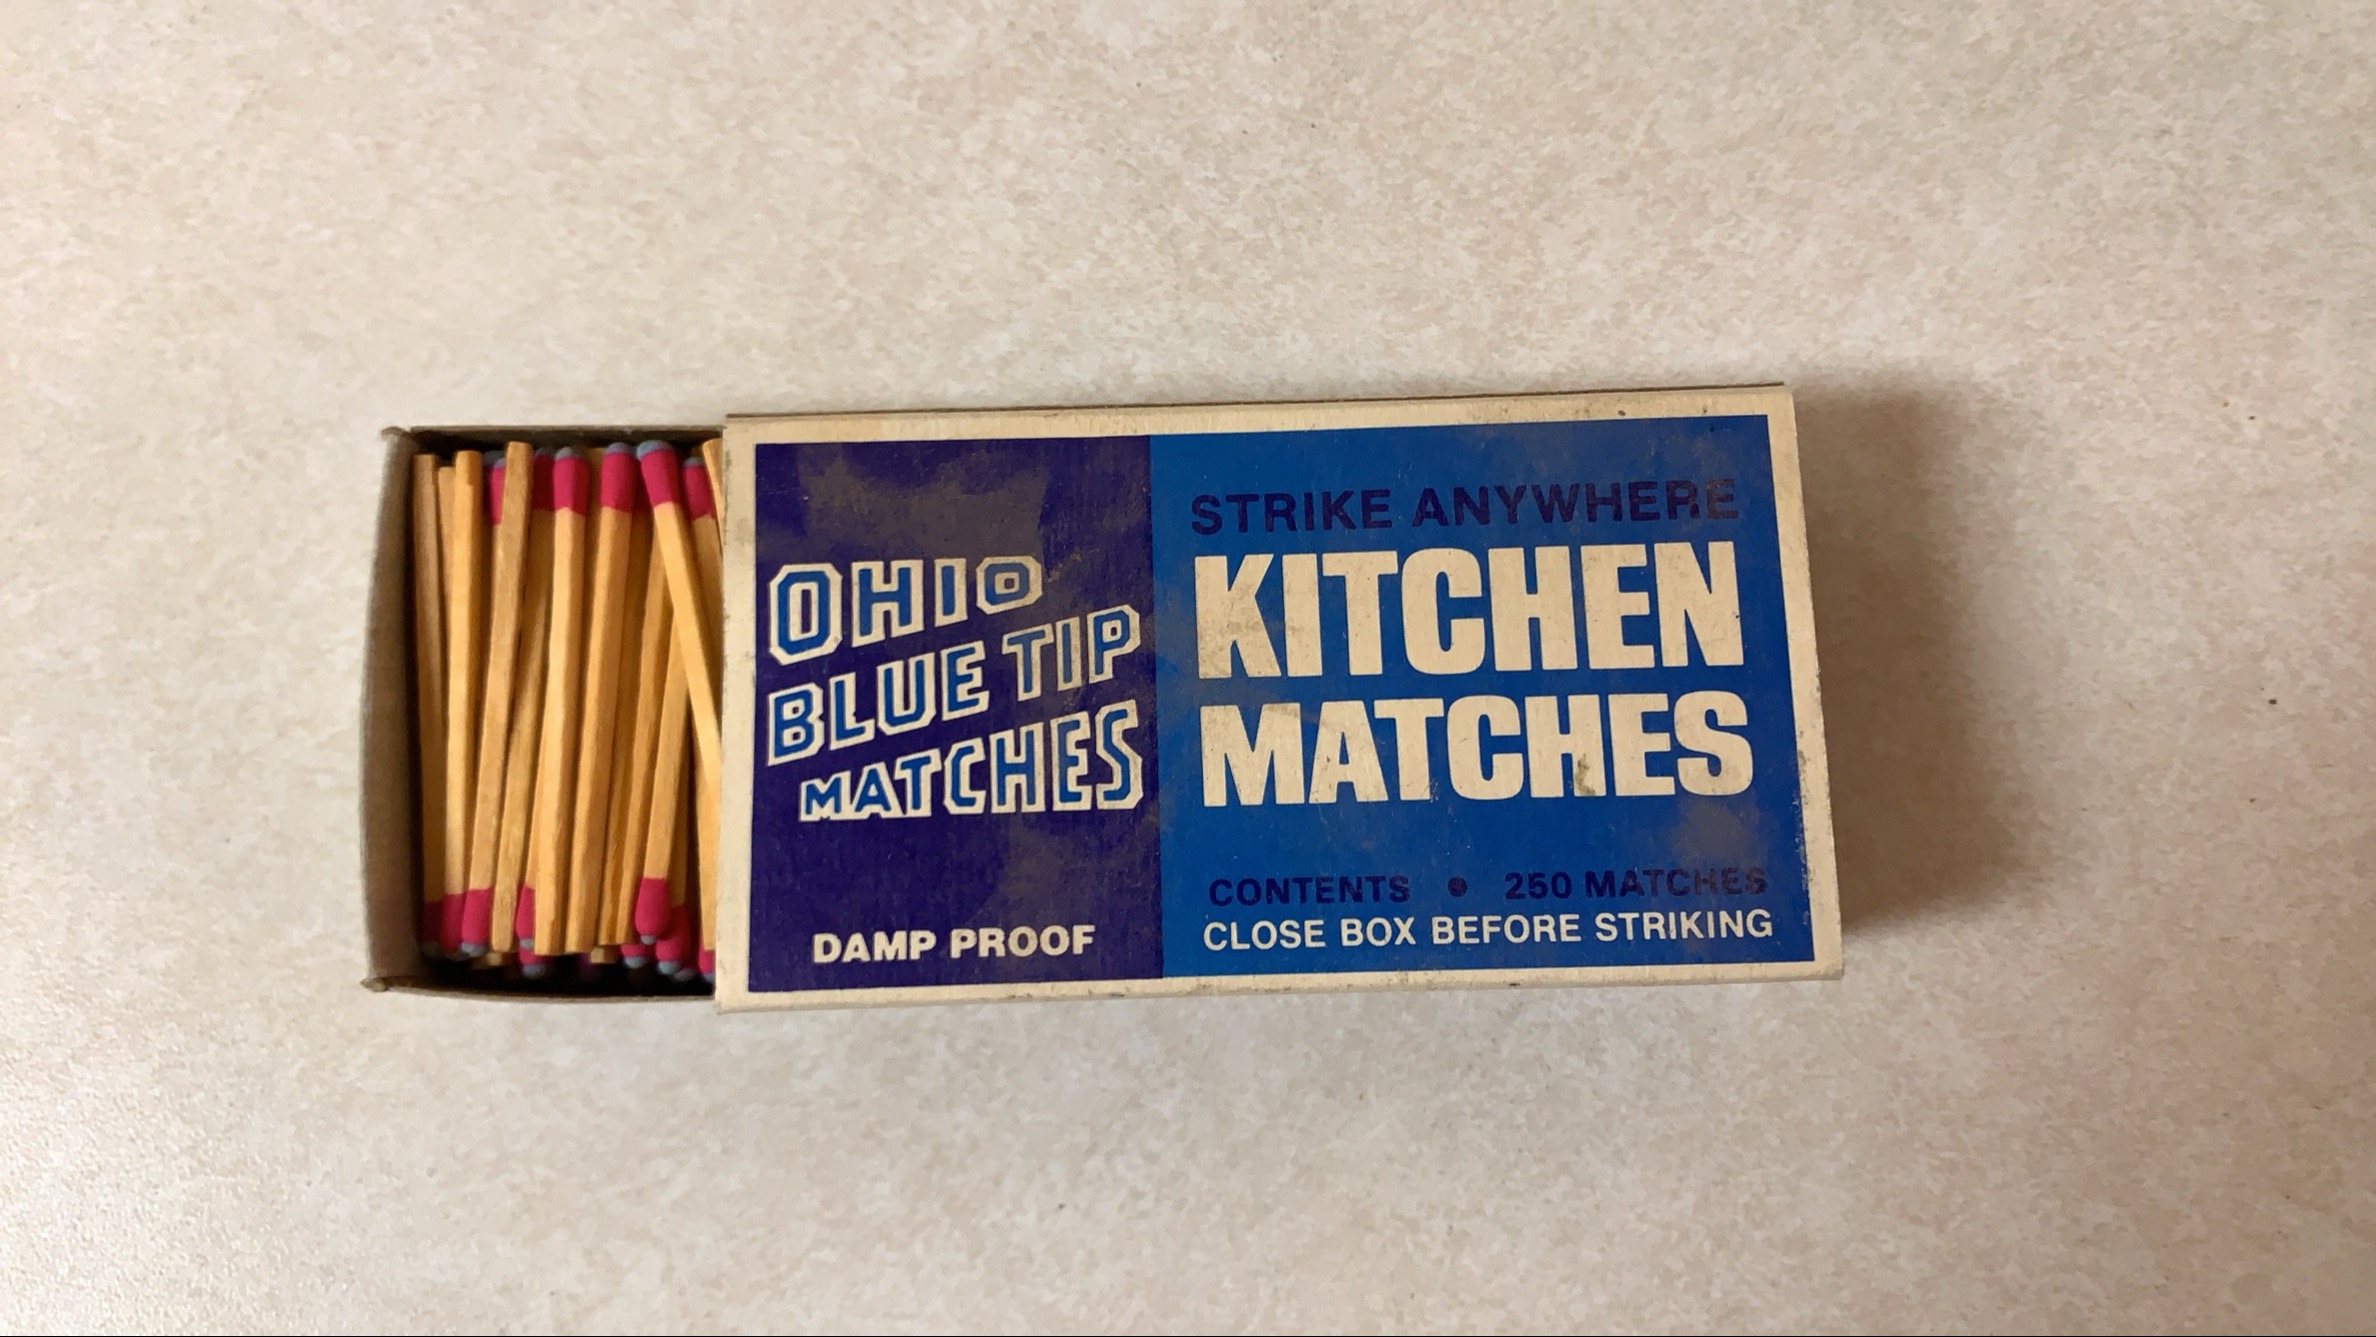 OHIO
BLUE TIP
MATCHES
DAMP PROOF
STRIKE ANYWHERE
KITCHEN
MATCHES
CONTENTS • 250 MATCHES
CLOSE BOX BEFORE STRIKING